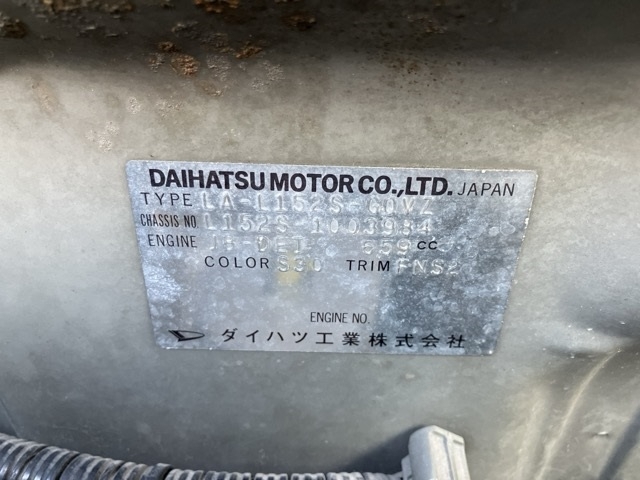 DAIHATSU MOTOR CO., LTD. JAPAN
TYPE LA-L152S-GQVZ
CHASSIS NO. L152S-1003984
ENGINE JB-DET 659 CC
COLOR S30 TRIM FNS2
ENGINE NO.
ダイハツ工業株式会社